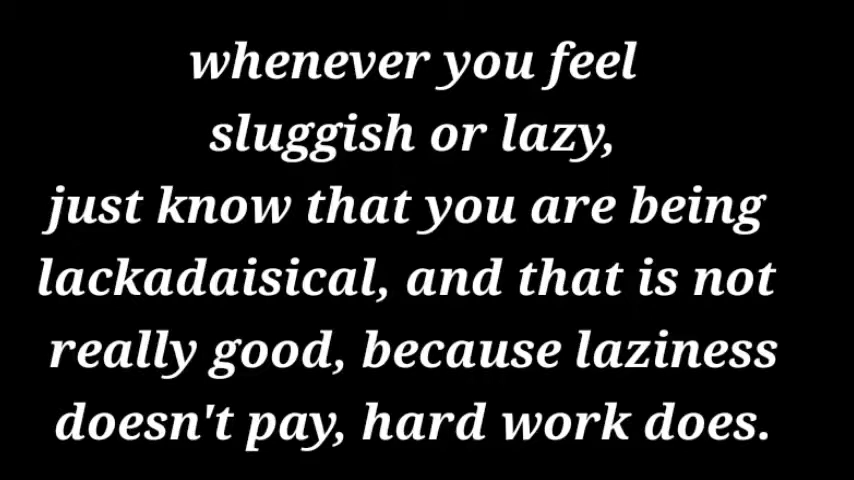 whenever you feel
sluggish or lazy,
just know that you are being
lackadaisical, and that is not
really good, because laziness
doesn't pay, hard work does.